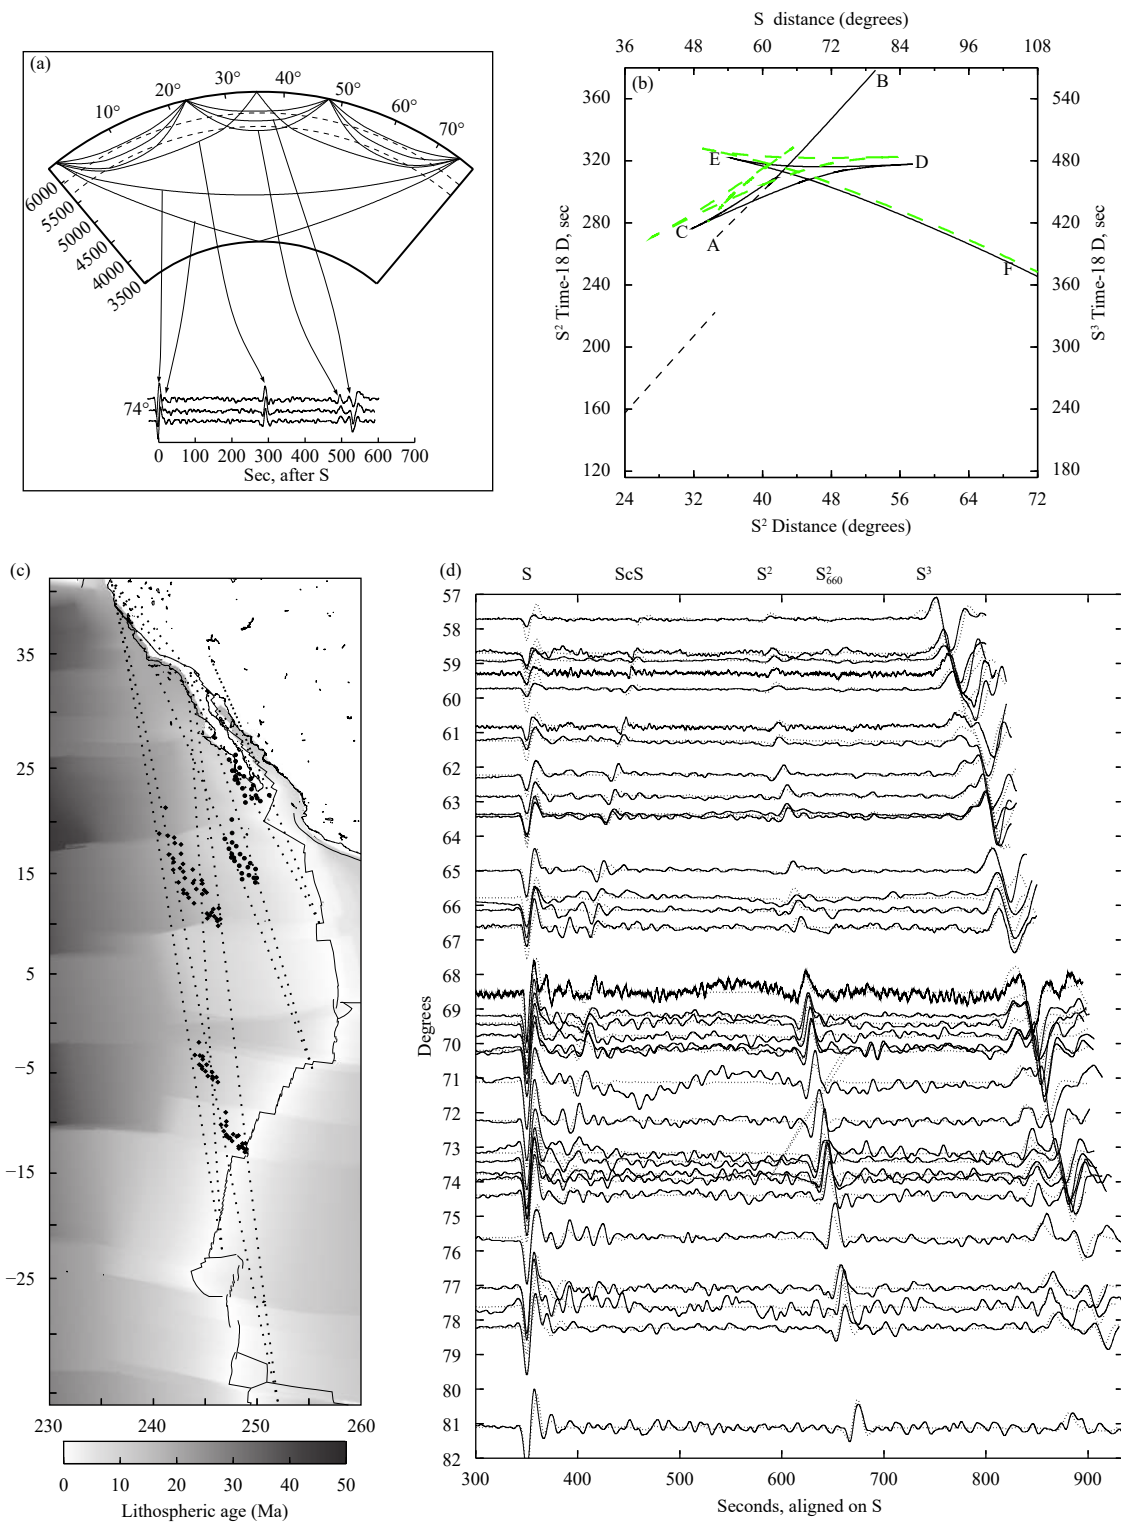 (a)
10°
20°
30°
40°
50°
60°
70°
6000
5500
5000
4500
4000
3500
74°
0 100 200 300 400 500 600 700
Sec, after S
S distance (degrees)
36 48 60 72 84 96 108
(b)
360
320
280
240
200
160
120
540
480
420
360
300
240
180
A
B
C
D
E
F
S² Time-18 D, sec
S³ Time-18 D, sec
24 32 40 48 56 64 72
S² Distance (degrees)
(c)
35
25
15
5
−5
−15
−25
230 240 250 260
0 10 20 30 40 50
Lithospheric age (Ma)
(d)
S ScS S² S²₆₆₀ S³
57
58
59
60
61
62
63
64
65
66
67
68
69
70
71
72
73
74
75
76
77
78
79
80
81
82
Degrees
300 400 500 600 700 800 900
Seconds, aligned on S